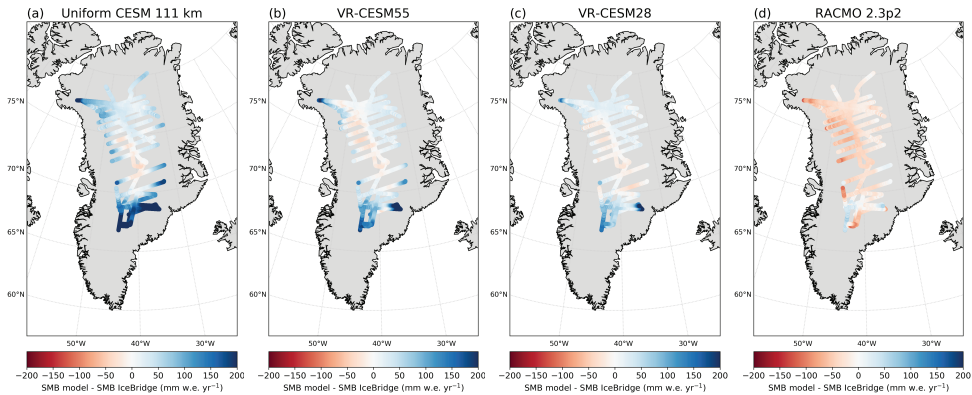 (a) Uniform CESM 111 km
(b) VR-CESM55
(c) VR-CESM28
(d) RACMO 2.3p2
75°N 75°N 75°N 75°N
70°N 70°N 70°N 70°N
65°N 65°N 65°N 65°N
60°N 60°N 60°N 60°N
50°W 40°W 30°W 50°W 40°W 30°W 50°W 40°W 30°W 50°W 40°W 30°W
−200 −150 −100 −50 0 50 100 150 200 −200 −150 −100 −50 0 50 100 150 200 −200 −150 −100 −50 0 50 100 150 200 −200 −150 −100 −50 0 50 100 150 200
SMB model - SMB IceBridge (mm w.e. yr⁻¹) SMB model - SMB IceBridge (mm w.e. yr⁻¹) SMB model - SMB IceBridge (mm w.e. yr⁻¹) SMB model - SMB IceBridge (mm w.e. yr⁻¹)